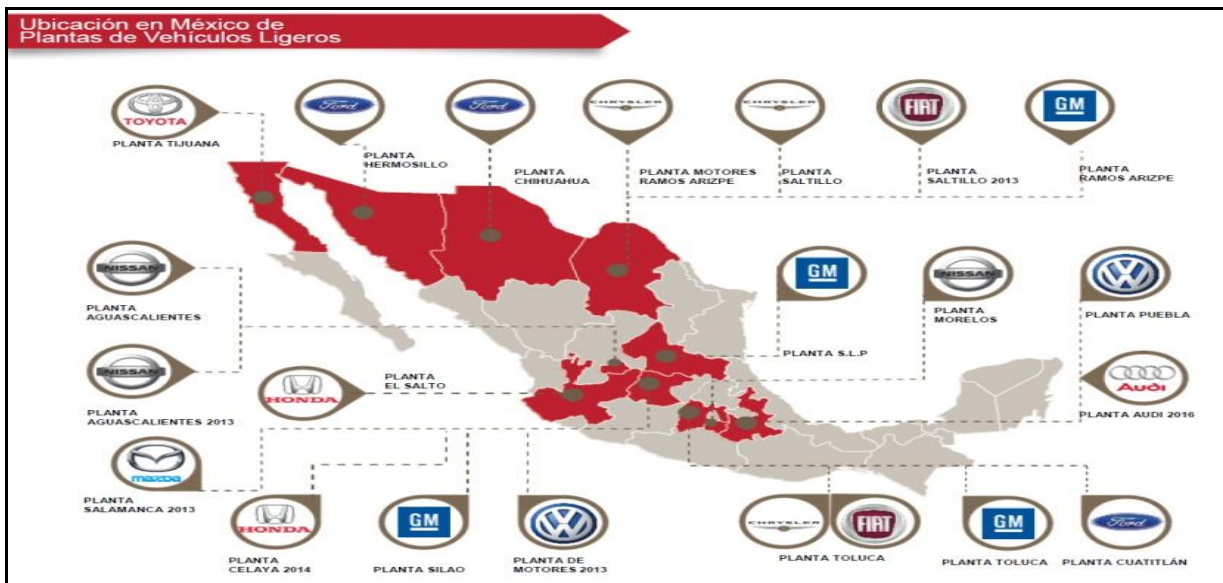 Ubicación en México de
Plantas de Vehículos Ligeros
TOYOTA
PLANTA TIJUANA
Ford
PLANTA
HERMOSILLO
Ford
PLANTA
CHIHUAHUA
CHRYSLER
PLANTA MOTORES
RAMOS ARIZPE
CHRYSLER
PLANTA
SALTILLO
FIAT
PLANTA
SALTILLO 2013
GM
PLANTA
RAMOS ARIZPE
NISSAN
PLANTA
AGUASCALIENTES
GM
PLANTA S.L.P
NISSAN
PLANTA
MORELOS
VW
PLANTA PUEBLA
NISSAN
PLANTA
AGUASCALIENTES 2013
HONDA
PLANTA
EL SALTO
Audi
PLANTA AUDI 2016
mazda
PLANTA
SALAMANCA 2013
HONDA
PLANTA
CELAYA 2014
GM
PLANTA SILAO
VW
PLANTA DE
MOTORES 2013
CHRYSLER
FIAT
PLANTA TOLUCA
GM
PLANTA TOLUCA
Ford
PLANTA CUATITLÁN